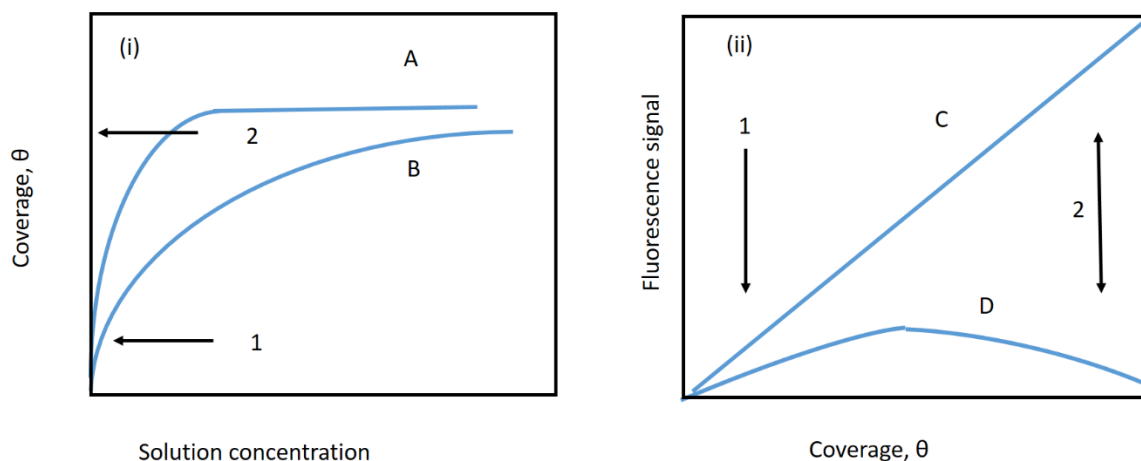 (i)
A
2
B
1
Coverage, θ
Solution concentration
(ii)
1
C
2
D
Fluorescence signal
Coverage, θ